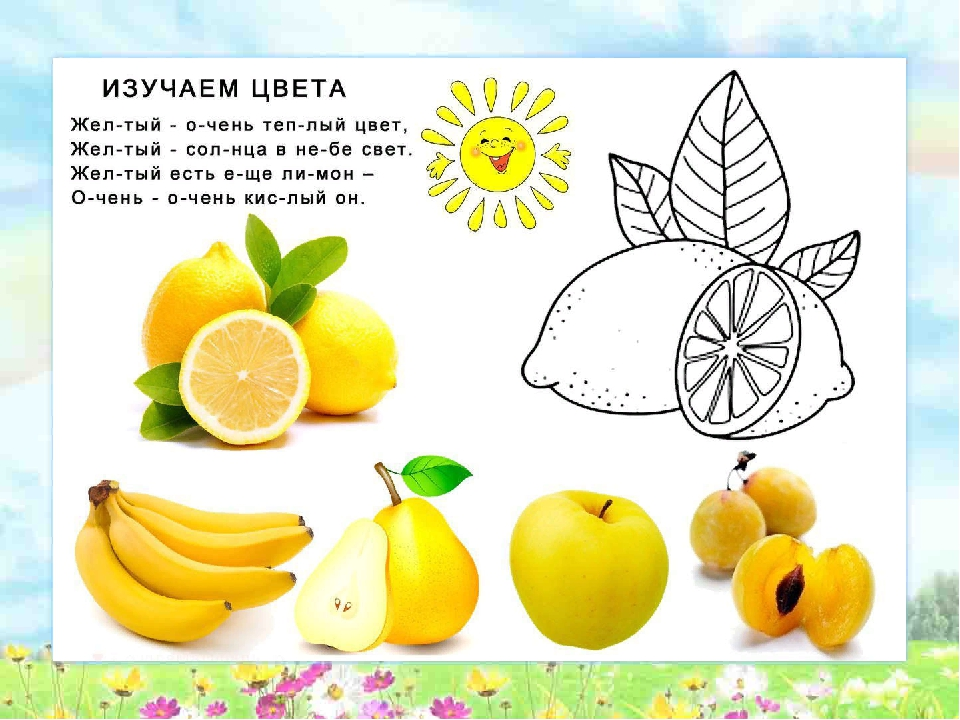 ИЗУЧАЕМ ЦВЕТА
Жел-тый - о-чень теп-лый цвет,
Жел-тый - сол-нца в не-бе свет.
Жел-тый есть е-ще ли-мон –
О-чень - о-чень кис-лый он.